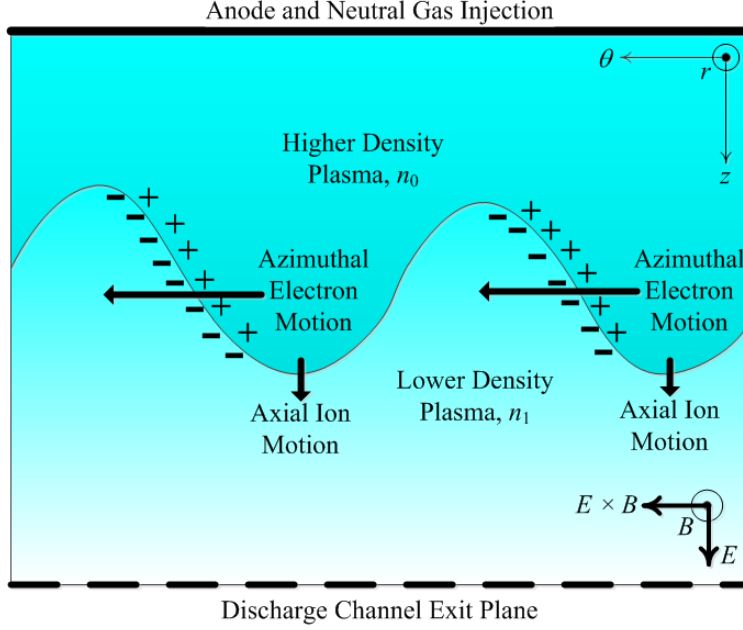 Anode and Neutral Gas Injection
θ
r
z
Higher Density
Plasma, n₀
Azimuthal
Electron
Motion
Azimuthal
Electron
Motion
Lower Density
Plasma, n₁
Axial Ion
Motion
Axial Ion
Motion
E × B
B
E
Discharge Channel Exit Plane